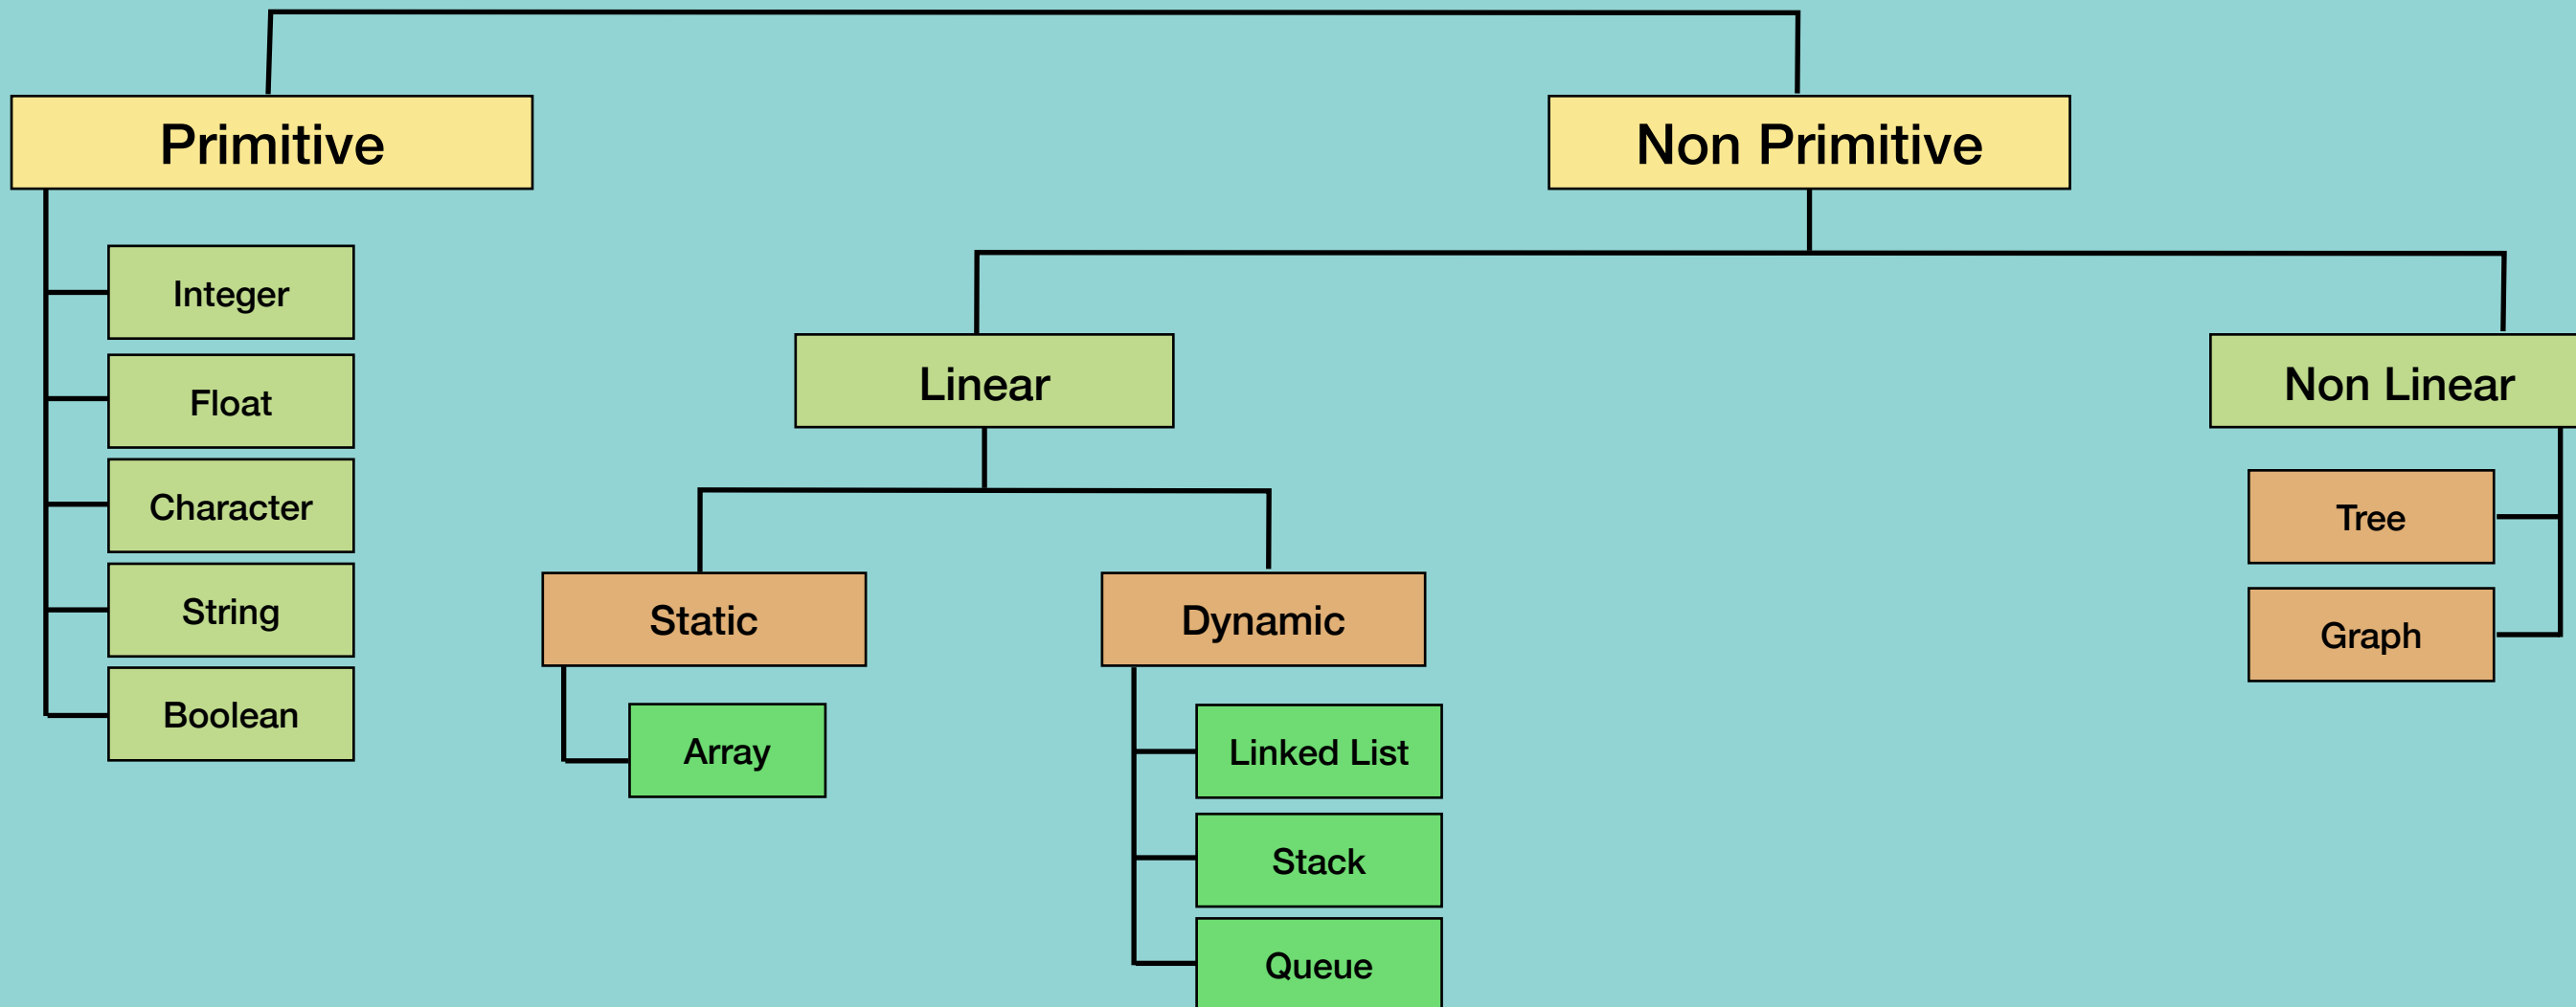 Primitive
Non Primitive
Integer
Float
Character
String
Boolean
Linear
Non Linear
Static
Dynamic
Array
Linked List
Stack
Queue
Tree
Graph